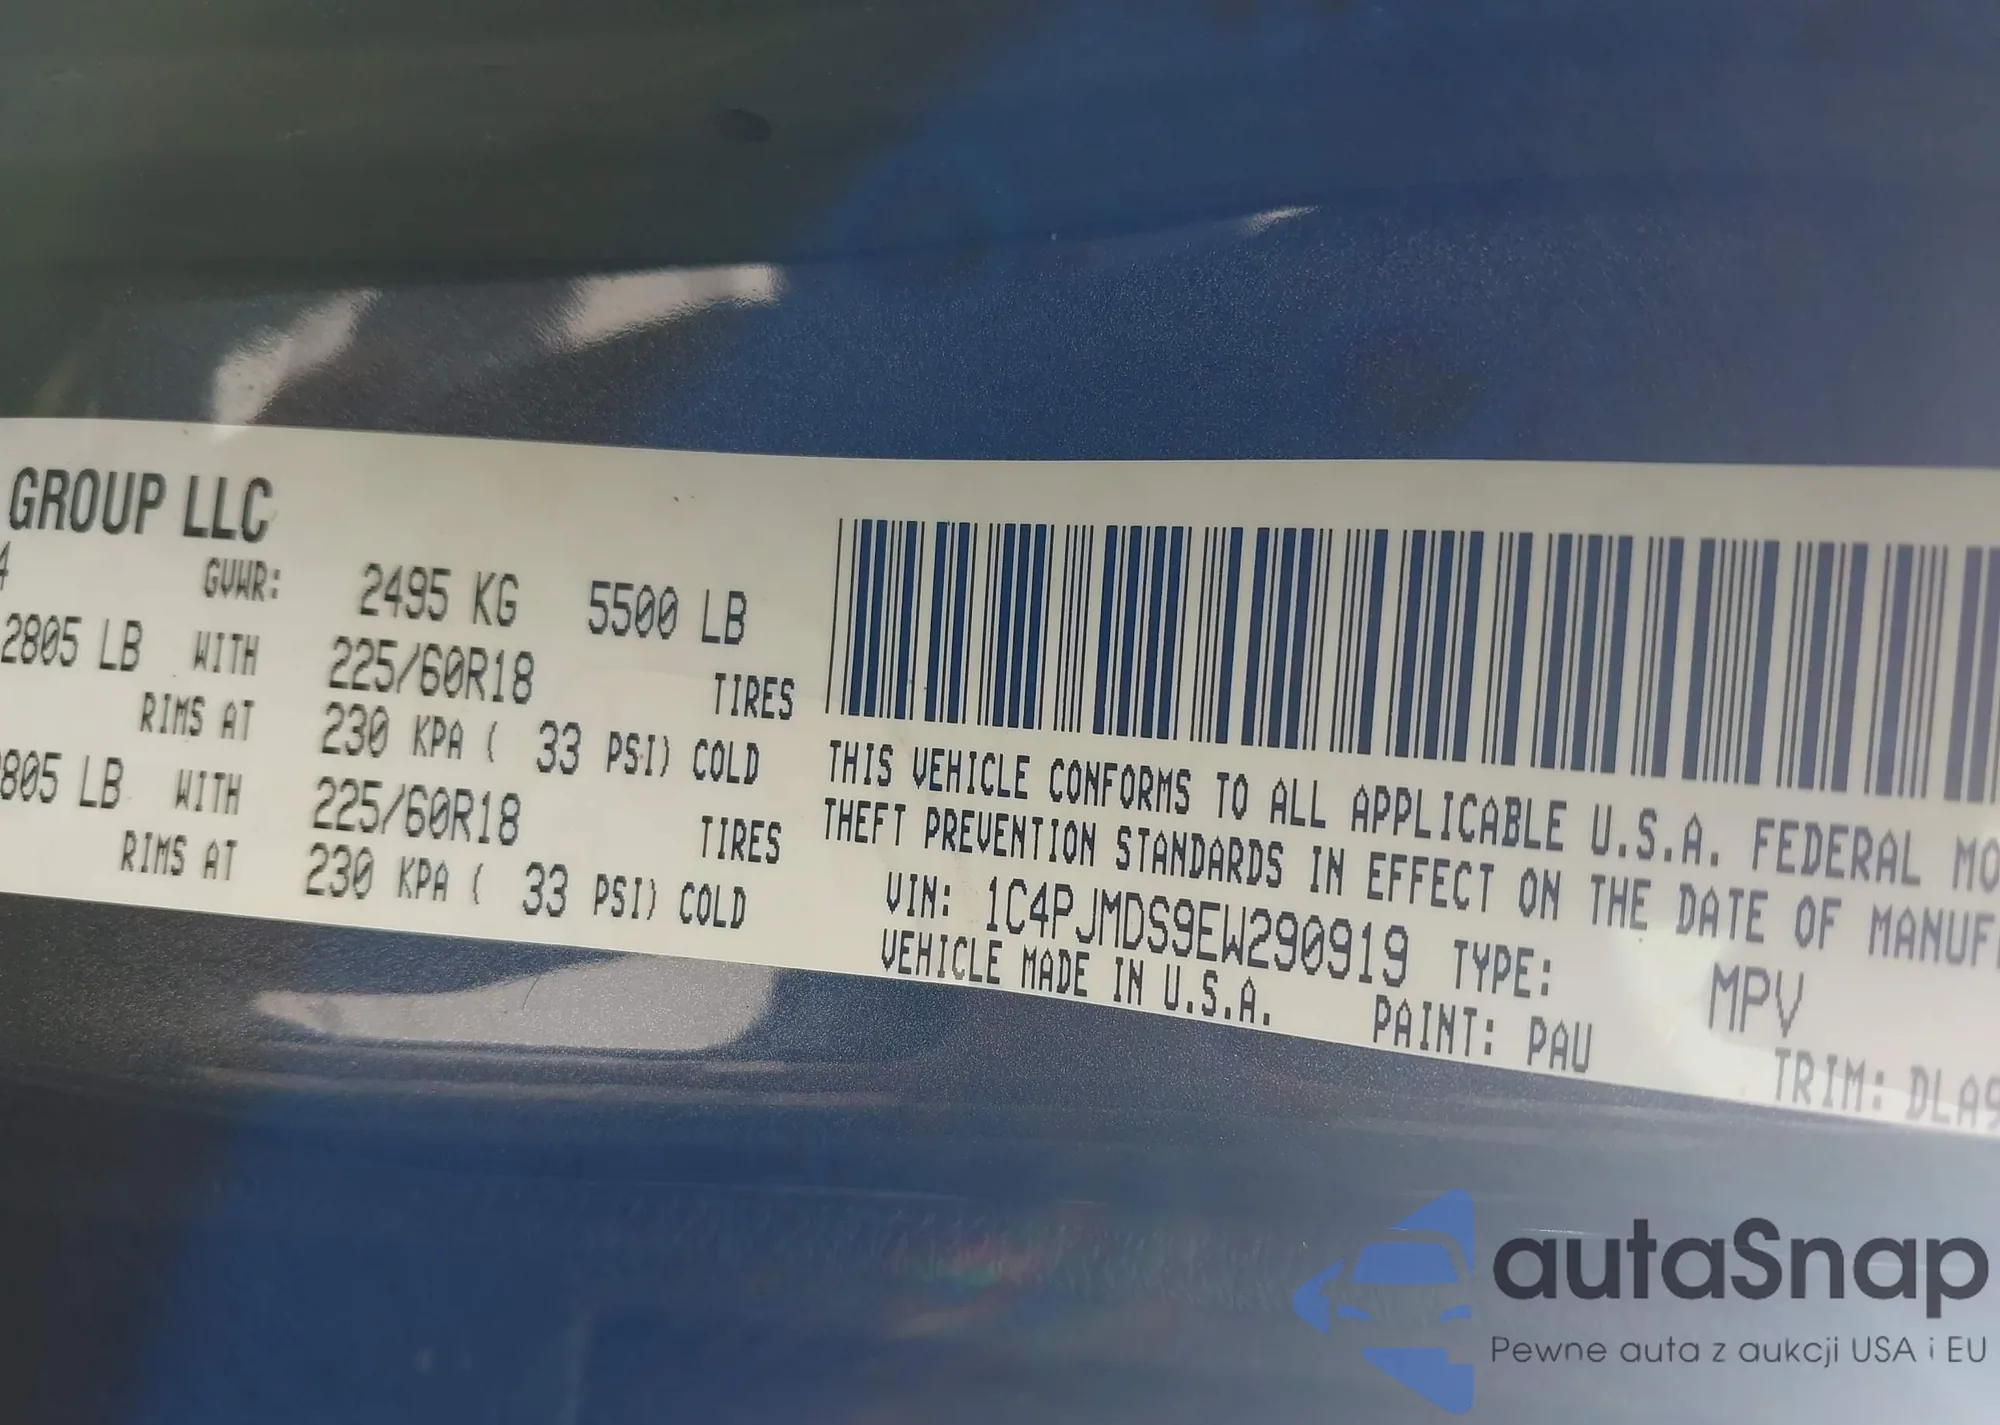 GROUP LLC
4
GVWR: 2495 KG 5500 LB
2805 LB WITH 225/60R18 TIRES
RIMS AT 230 KPA ( 33 PSI) COLD
805 LB WITH 225/60R18 TIRES
RIMS AT 230 KPA ( 33 PSI) COLD
THIS VEHICLE CONFORMS TO ALL APPLICABLE U.S.A. FEDERAL MO
THEFT PREVENTION STANDARDS IN EFFECT ON THE DATE OF MANUF
VIN: 1C4PJMDS9EW290919 TYPE: MPV
VEHICLE MADE IN U.S.A. PAINT: PAU TRIM: DLA9
autaSnap
Pewne auta z aukcji USA i EU